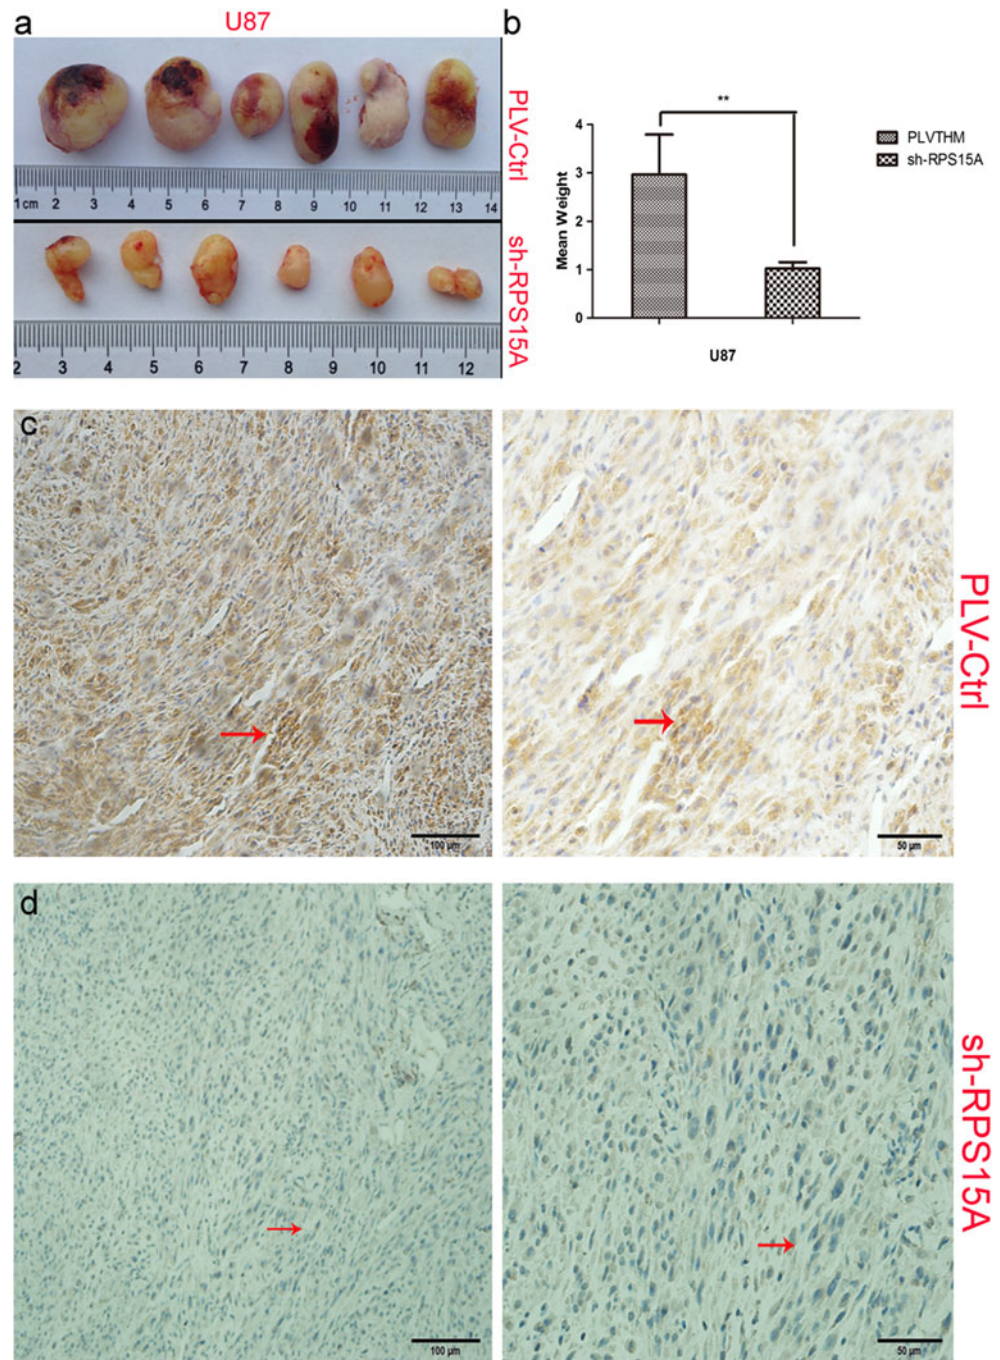 a
U87
PLV-Ctrl
1 cm 2 3 4 5 6 7 8 9 10 11 12 13 14
sh-RPS15A
2 3 4 5 6 7 8 9 10 11 12
b
**
4
3
2
1
0
Mean Weight
U87
PLVTHM
sh-RPS15A
c
100 µm
50 µm
PLV-Ctrl
d
100 µm
50 µm
sh-RPS15A